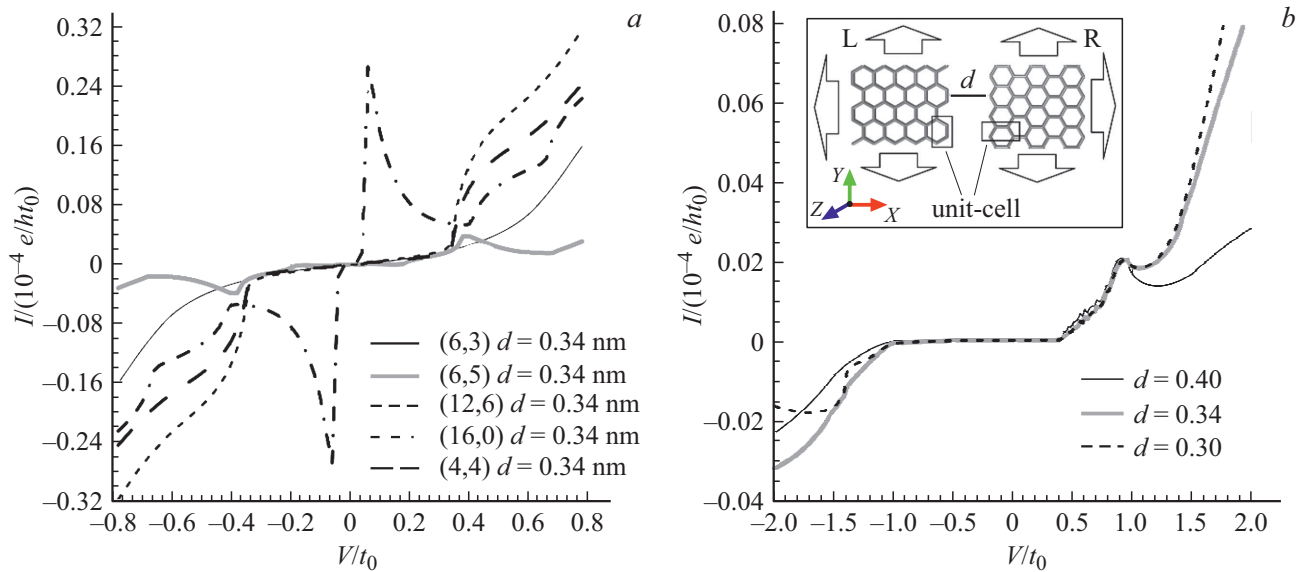 a
I/(10⁻⁴ e/ht₀)
0.32
0.24
0.16
0.08
0
–0.08
–0.16
–0.24
–0.32
(6,3) d = 0.34 nm
(6,5) d = 0.34 nm
(12,6) d = 0.34 nm
(16,0) d = 0.34 nm
(4,4) d = 0.34 nm
–0.8 –0.6 –0.4 –0.2 0 0.2 0.4 0.6 0.8
V/t₀
b
I/(10⁻⁴ e/ht₀)
0.08
0.06
0.04
0.02
0
–0.02
–0.04
L R
d
Y
Z X
unit-cell
d = 0.40
d = 0.34
d = 0.30
–2.0 –1.5 –1.0 –0.5 0 0.5 1.0 1.5 2.0
V/t₀